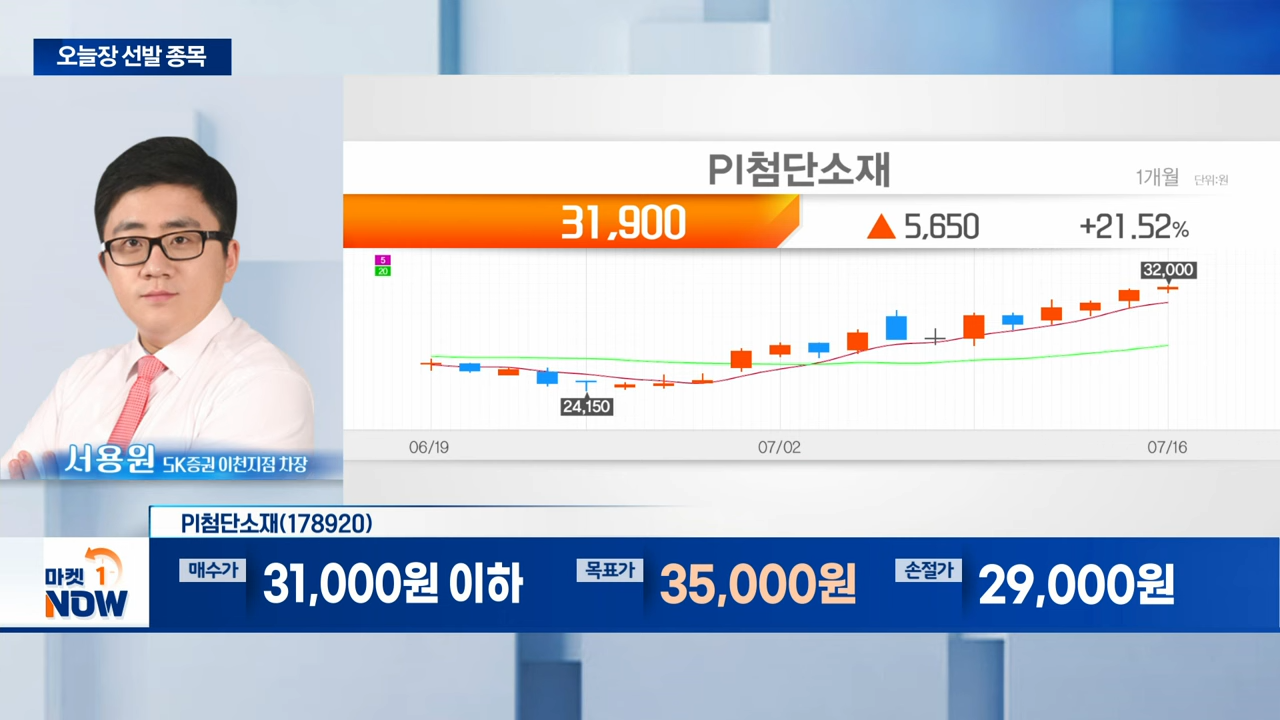 오늘장 선발 종목
PI첨단소재
1개월 단위:원
31,900 ▲ 5,650 +21.52%
5
20
32,000
24,150
06/19 07/02 07/16
서용원 SK증권 이천지점 차장
PI첨단소재(178920)
마켓 1
NOW
매수가 31,000원 이하 목표가 35,000원 손절가 29,000원